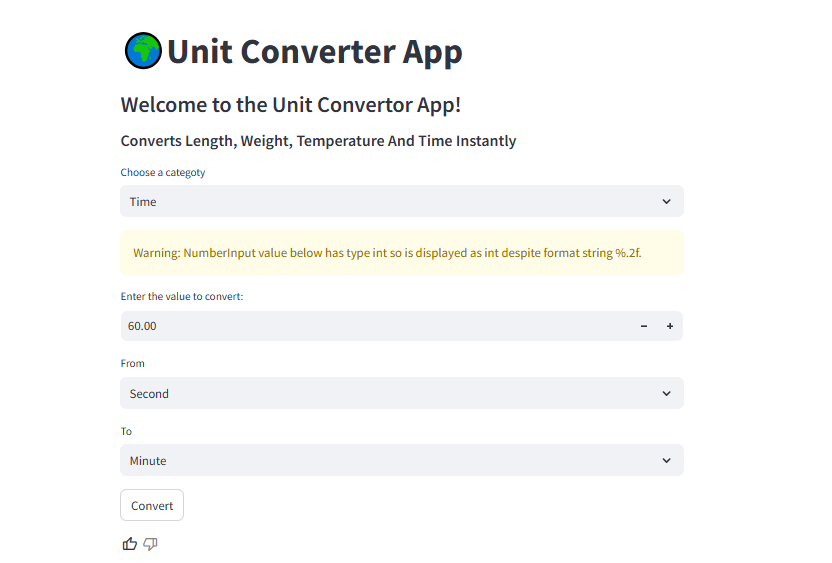 Unit Converter App
Welcome to the Unit Convertor App!
Converts Length, Weight, Temperature And Time Instantly
Choose a categoty
Time
Warning: NumberInput value below has type int so is displayed as int despite format string %.2f.
Enter the value to convert:
60.00
From
Second
To
Minute
Convert